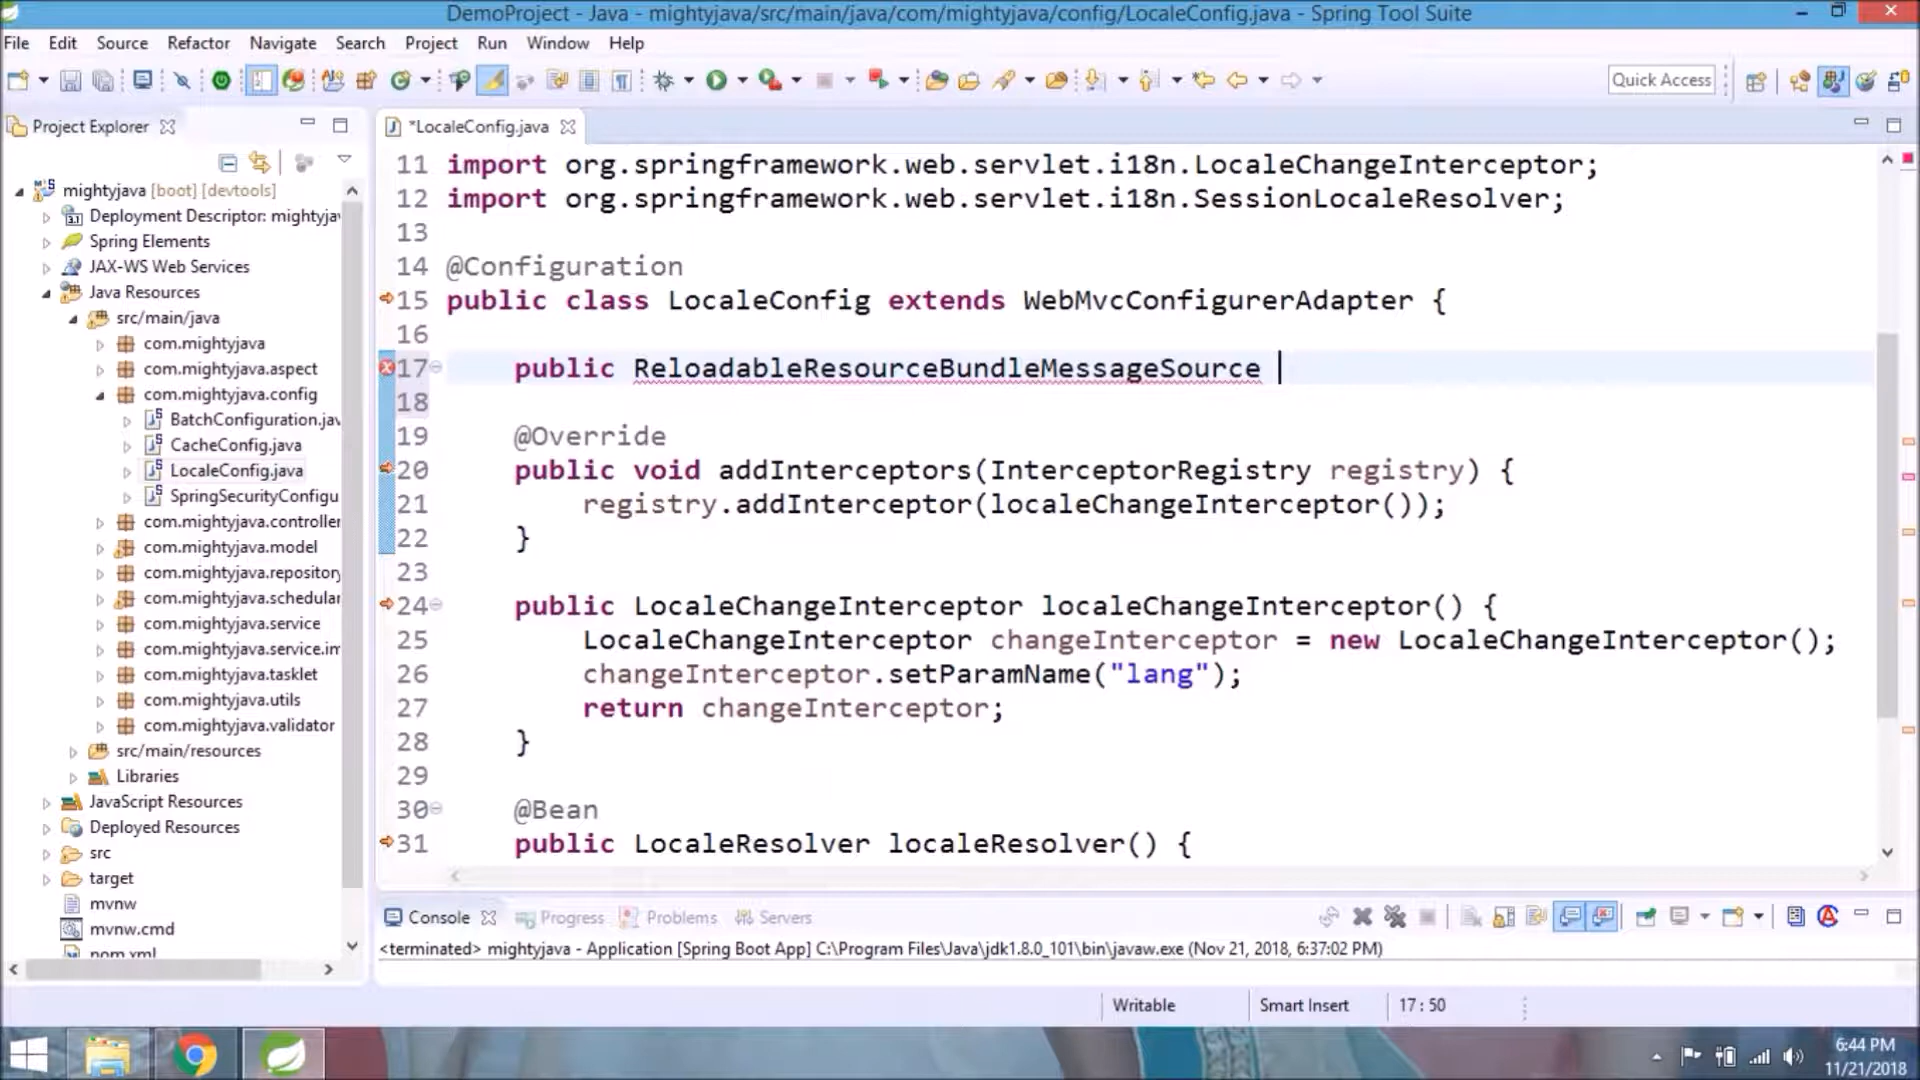 DemoProject - Java - mightyjava/src/main/java/com/mightyjava/config/LocaleConfig.java - Spring Tool Suite
File Edit Source Refactor Navigate Search Project Run Window Help
Quick Access
Project Explorer
*LocaleConfig.java
mightyjava [boot] [devtools]
Deployment Descriptor: mightyjav
Spring Elements
JAX-WS Web Services
Java Resources
src/main/java
com.mightyjava
com.mightyjava.aspect
com.mightyjava.config
BatchConfiguration.jav
CacheConfig.java
LocaleConfig.java
SpringSecurityConfigu
com.mightyjava.controller
com.mightyjava.model
com.mightyjava.repository
com.mightyjava.schedular
com.mightyjava.service
com.mightyjava.service.im
com.mightyjava.tasklet
com.mightyjava.utils
com.mightyjava.validator
src/main/resources
Libraries
JavaScript Resources
Deployed Resources
src
target
mvnw
mvnw.cmd
pom.xml
11 import org.springframework.web.servlet.i18n.LocaleChangeInterceptor;
12 import org.springframework.web.servlet.i18n.SessionLocaleResolver;
13
14 @Configuration
15 public class LocaleConfig extends WebMvcConfigurerAdapter {
16
17 public ReloadableResourceBundleMessageSource
18
19 @Override
20 public void addInterceptors(InterceptorRegistry registry) {
21 registry.addInterceptor(localeChangeInterceptor());
22 }
23
24 public LocaleChangeInterceptor localeChangeInterceptor() {
25 LocaleChangeInterceptor changeInterceptor = new LocaleChangeInterceptor();
26 changeInterceptor.setParamName("lang");
27 return changeInterceptor;
28 }
29
30 @Bean
31 public LocaleResolver localeResolver() {
Console Progress Problems Servers
<terminated> mightyjava - Application [Spring Boot App] C:\Program Files\Java\jdk1.8.0_101\bin\javaw.exe (Nov 21, 2018, 6:37:02 PM)
Writable Smart Insert 17 : 50
6:44 PM
11/21/2018